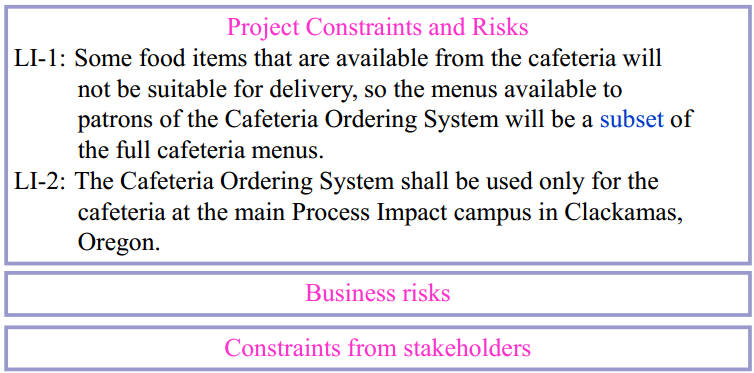 Project Constraints and Risks
LI-1: Some food items that are available from the cafeteria will
not be suitable for delivery, so the menus available to
patrons of the Cafeteria Ordering System will be a subset of
the full cafeteria menus.
LI-2: The Cafeteria Ordering System shall be used only for the
cafeteria at the main Process Impact campus in Clackamas,
Oregon.
Business risks
Constraints from stakeholders